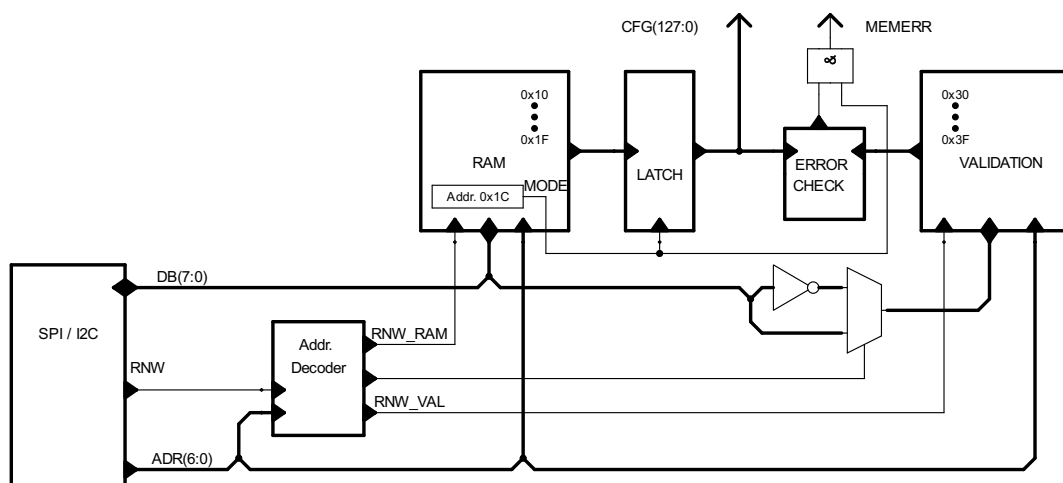 CFG(127:0)
MEMERR
&
0x10
0x1F
RAM
MODE
Addr. 0x1C
LATCH
ERROR
CHECK
0x30
0x3F
VALIDATION
DB(7:0)
SPI / I2C
RNW
Addr.
Decoder
RNW_RAM
RNW_VAL
ADR(6:0)